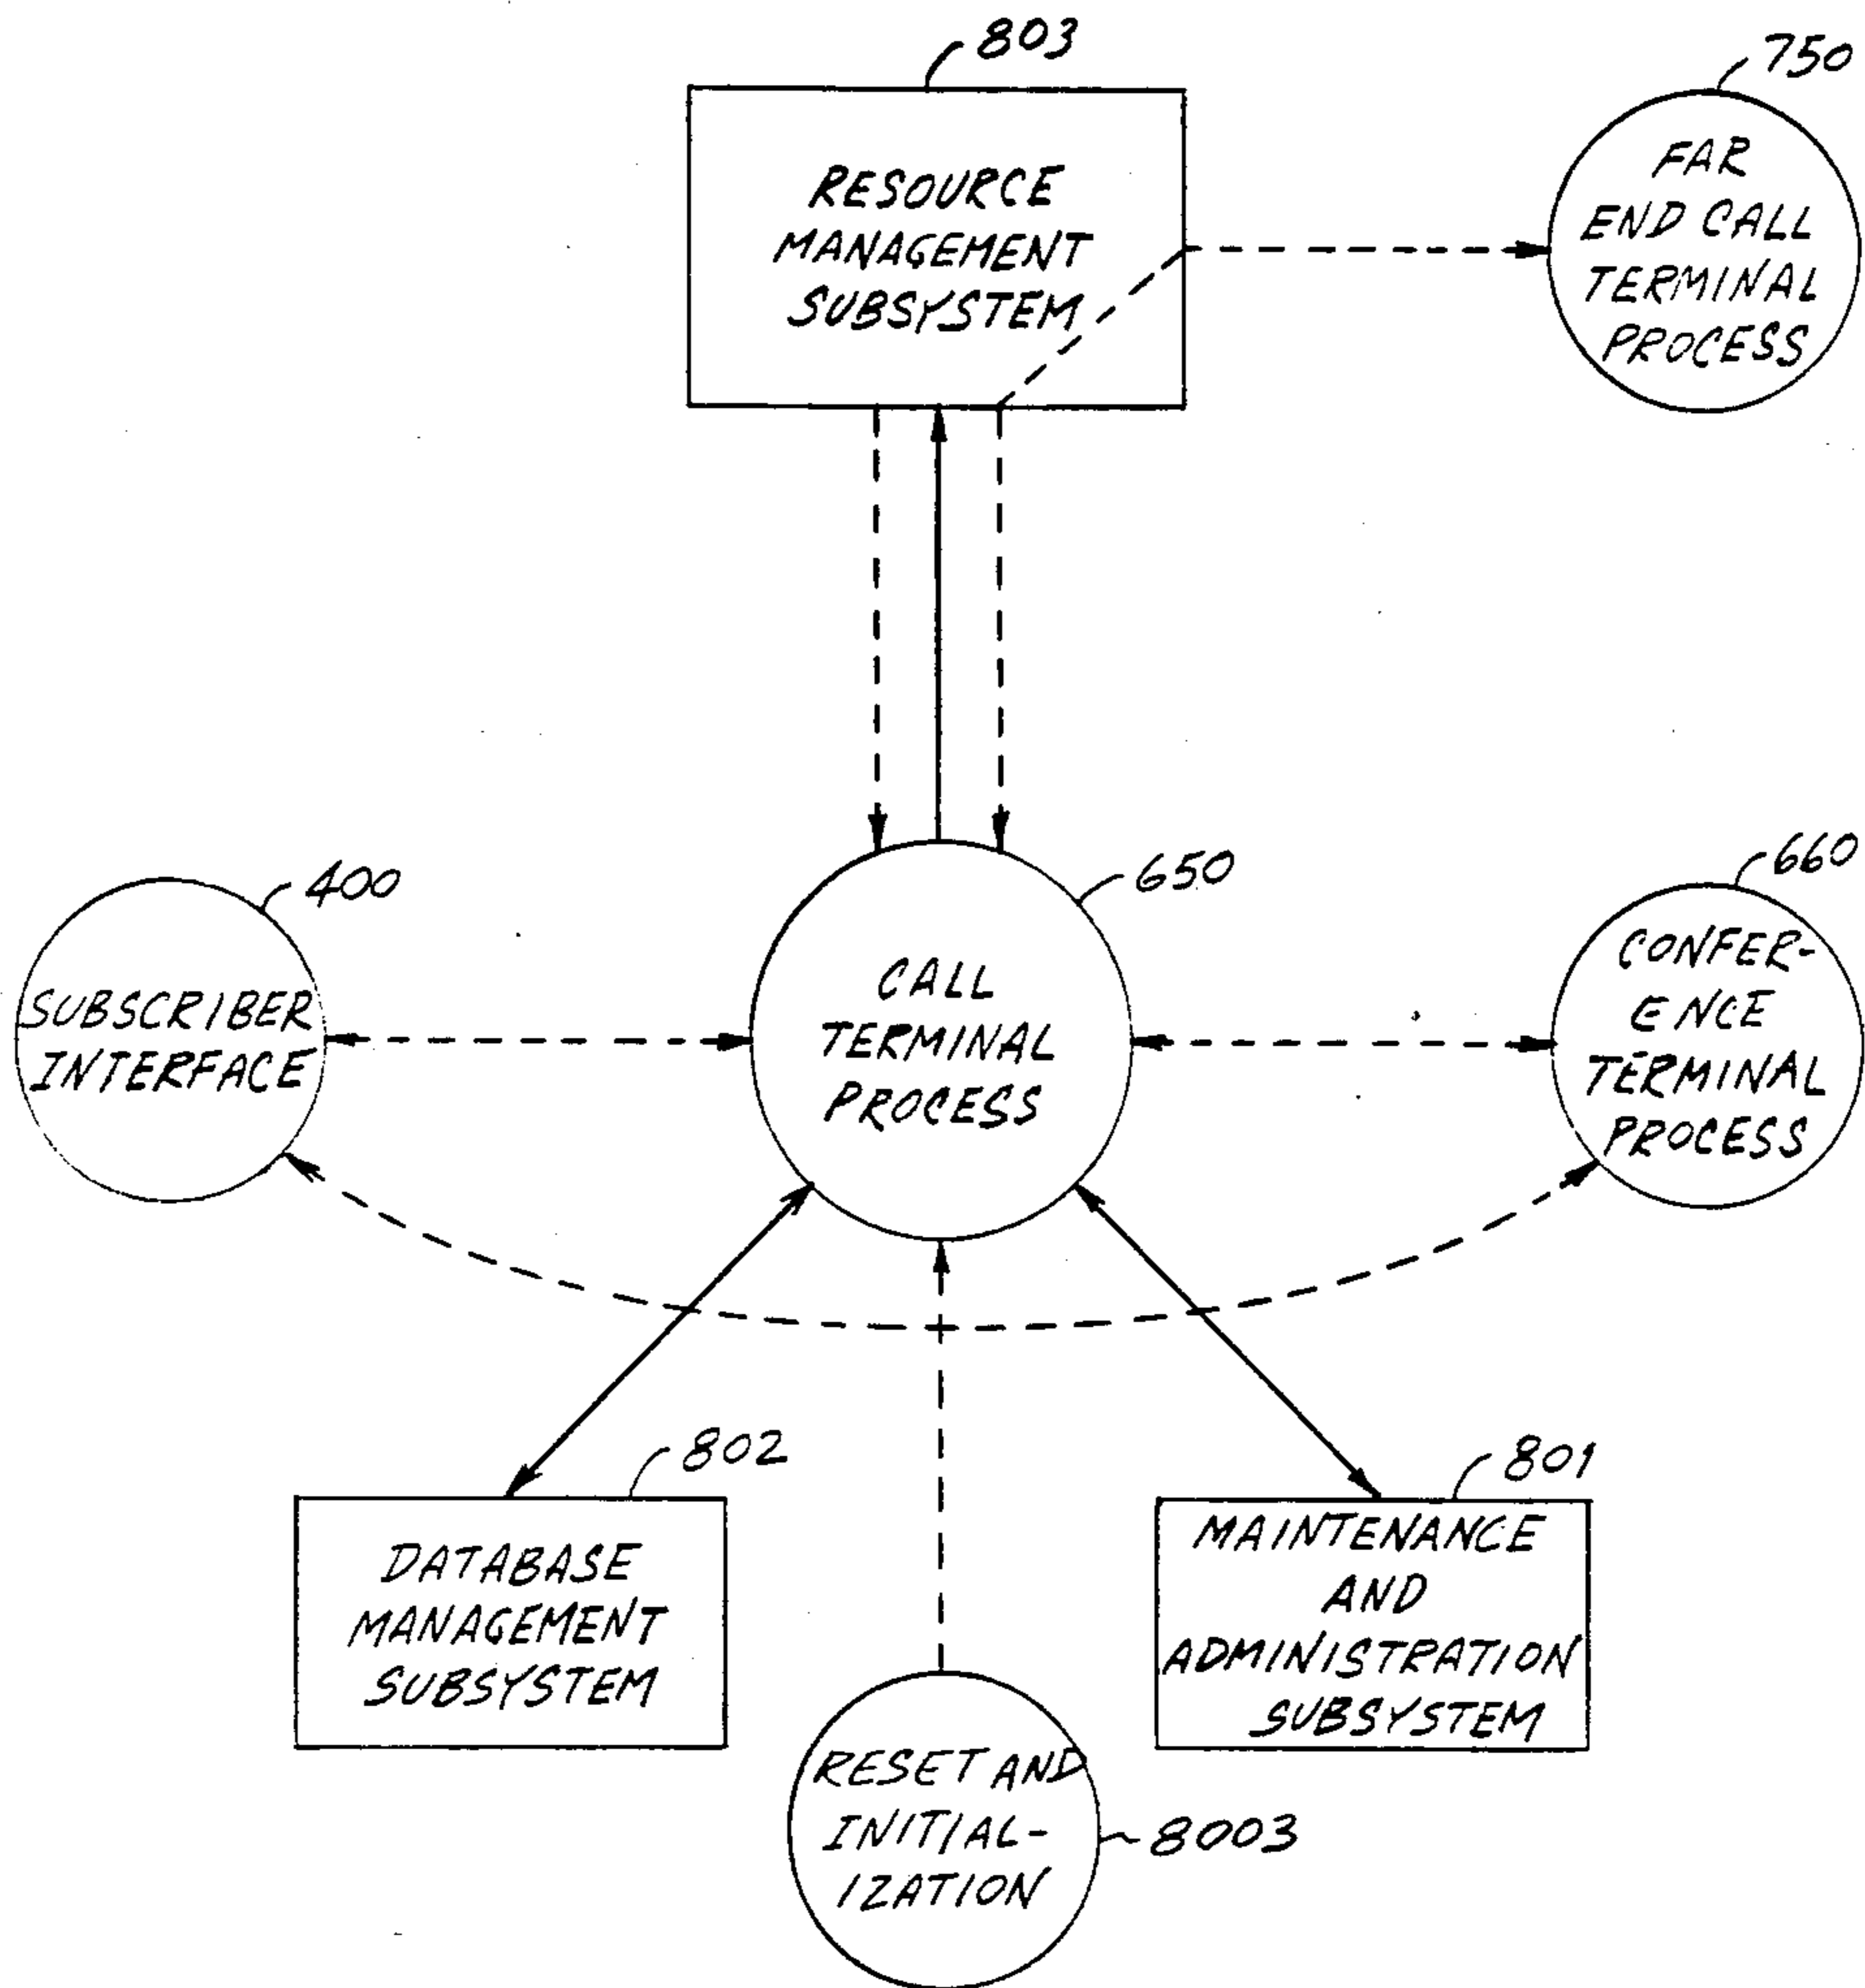 803
750
RESOURCE
MANAGEMENT
SUBSYSTEM
FAR
END CALL
TERMINAL
PROCESS
400
650
660
SUBSCRIBER
INTERFACE
CALL
TERMINAL
PROCESS
CONFER-
ENCE
TERMINAL
PROCESS
802
801
DATABASE
MANAGEMENT
SUBSYSTEM
MAINTENANCE
AND
ADMINISTRATION
SUBSYSTEM
RESET AND
INITIAL-
IZATION
8003